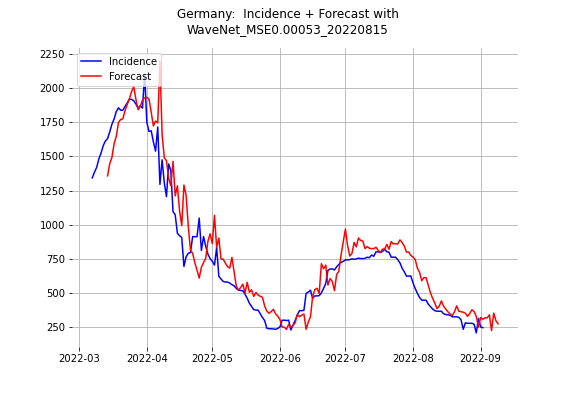 Germany:  Incidence + Forecast with
WaveNet_MSE0.00053_20220815
Incidence
Forecast
2250
2000
1750
1500
1250
1000
750
500
250
2022-03 2022-04 2022-05 2022-06 2022-07 2022-08 2022-09